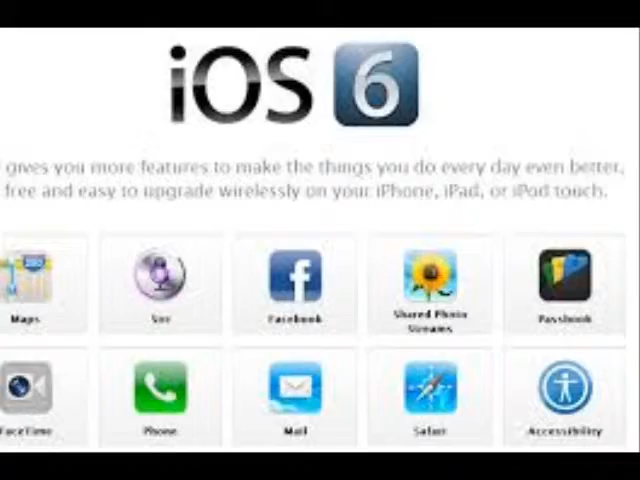 iOS 6
gives you more features to make the things you do every day even better.
free and easy to upgrade wirelessly on your iPhone, iPad, or iPod touch.
Maps Siri Facebook Shared Photo Streams Passbook
FaceTime Phone Mail Safari Accessibility